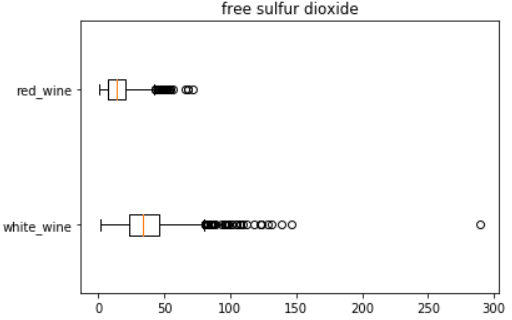 free sulfur dioxide
red_wine
white_wine
0 50 100 150 200 250 300